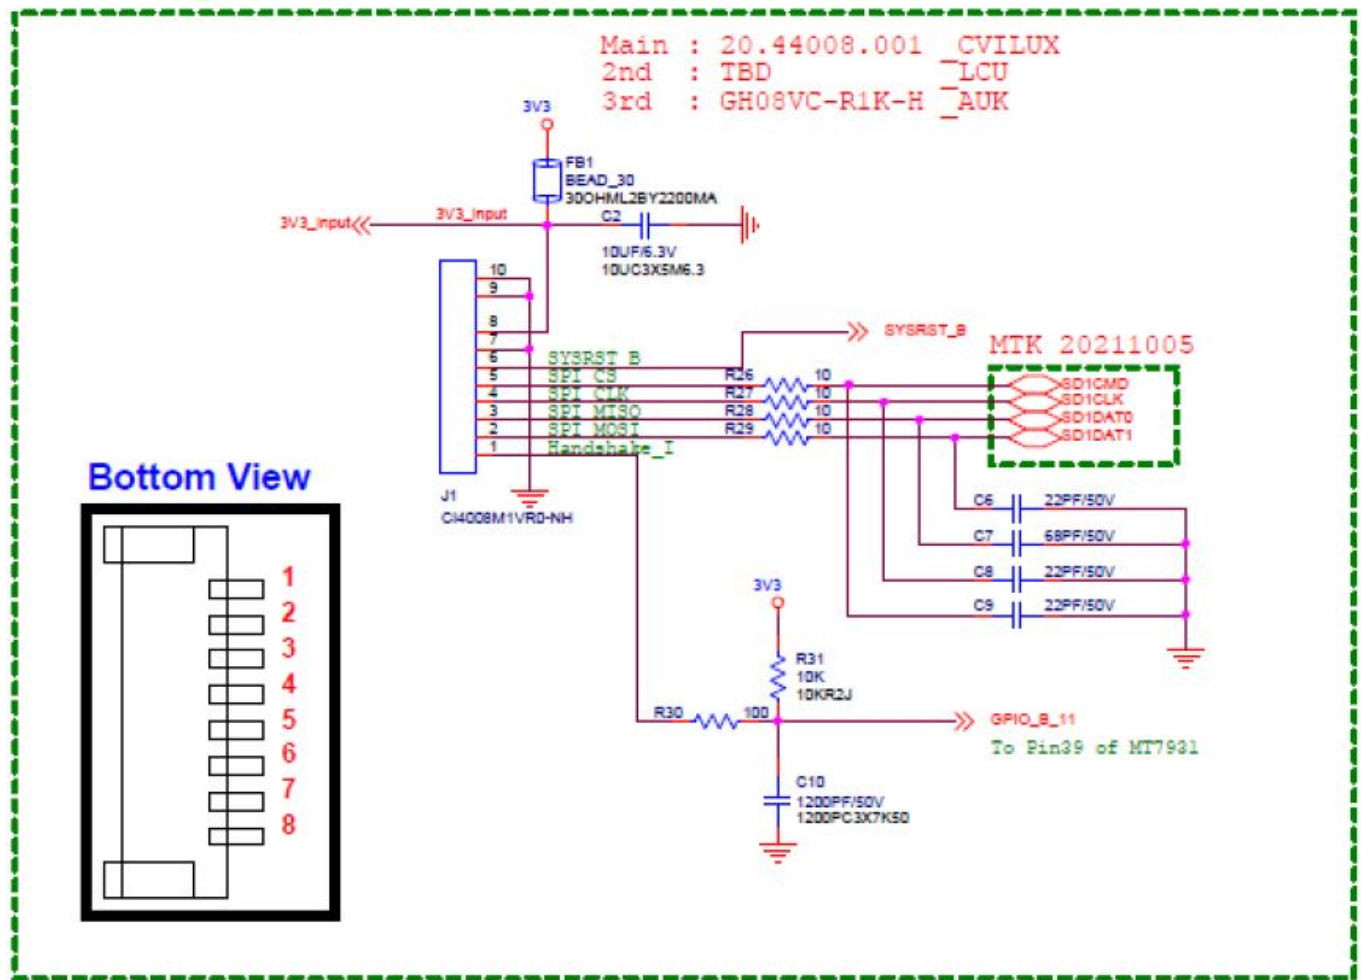 Main : 20.44008.001 _CVILUX
2nd : TBD _LCU
3rd : GH08VC-R1K-H _AUK
3V3
FB1
BEAD_30
30OHML2BY2200MA
3V3_Input
3V3_Input
C2
10UF/6.3V
10UC3X5M6.3
10
9
8
7
6 SYSRST_B
5 SPI_CS
4 SPI_CLK
3 SPI_MISO
2 SPI_MOSI
1 Handshake_I
J1
CI4008M1VR0-NH
SYSRST_B
MTK 20211005
R26 10 SD1CMD
R27 10 SD1CLK
R28 10 SD1DAT0
R29 10 SD1DAT1
C6 22PF/50V
C7 68PF/50V
C8 22PF/50V
C9 22PF/50V
3V3
R31
10K
10KR2J
R30 100
GPIO_B_11
To Pin39 of MT7931
C10
1200PF/50V
1200PC3X7K50
Bottom View
1
2
3
4
5
6
7
8